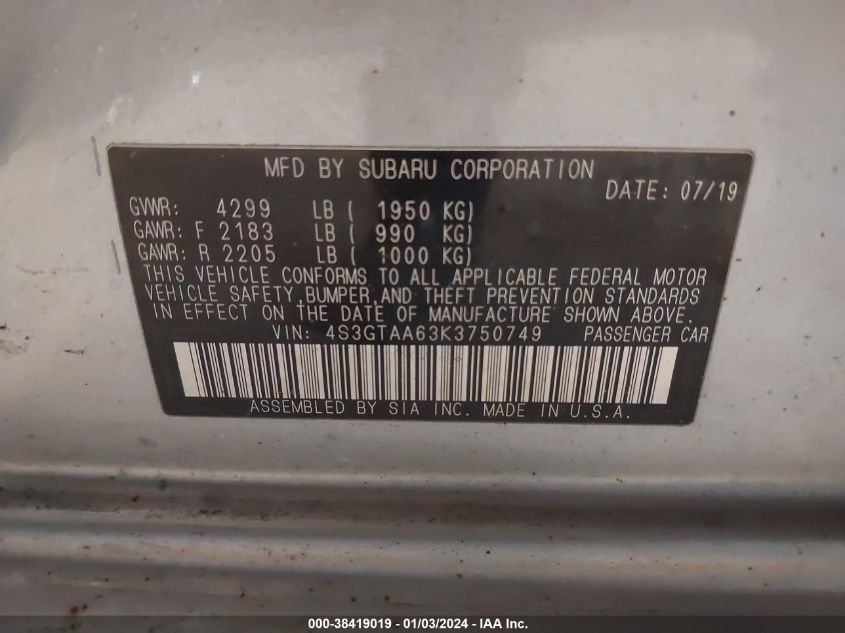 MFD BY SUBARU CORPORATION
DATE: 07/19
GVWR: 4299 LB ( 1950 KG)
GAWR: F 2183 LB ( 990 KG)
GAWR: R 2205 LB ( 1000 KG)
THIS VEHICLE CONFORMS TO ALL APPLICABLE FEDERAL MOTOR
VEHICLE SAFETY, BUMPER, AND THEFT PREVENTION STANDARDS
IN EFFECT ON THE DATE OF MANUFACTURE SHOWN ABOVE.
VIN: 4S3GTAA63K3750749 PASSENGER CAR
ASSEMBLED BY SIA INC. MADE IN U.S.A.
000-38419019 - 01/03/2024 - IAA Inc.